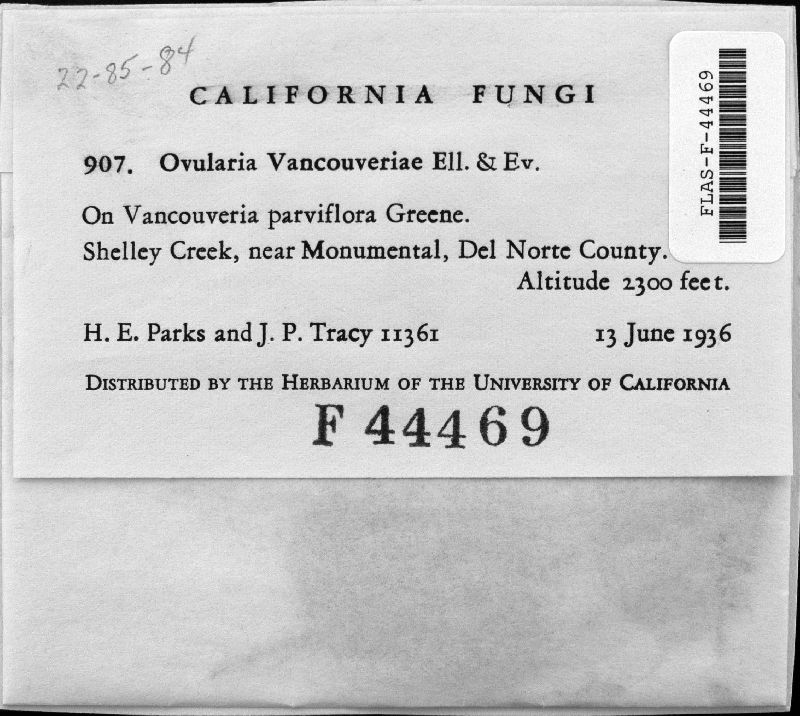 22-85-84
CALIFORNIA FUNGI
907. Ovularia Vancouveriae Ell. & Ev.
On Vancouveria parviflora Greene.
Shelley Creek, near Monumental, Del Norte County.
Altitude 2300 feet.
H. E. Parks and J. P. Tracy 11361 13 June 1936
DISTRIBUTED BY THE HERBARIUM OF THE UNIVERSITY OF CALIFORNIA
F 44469
FLAS-F-44469